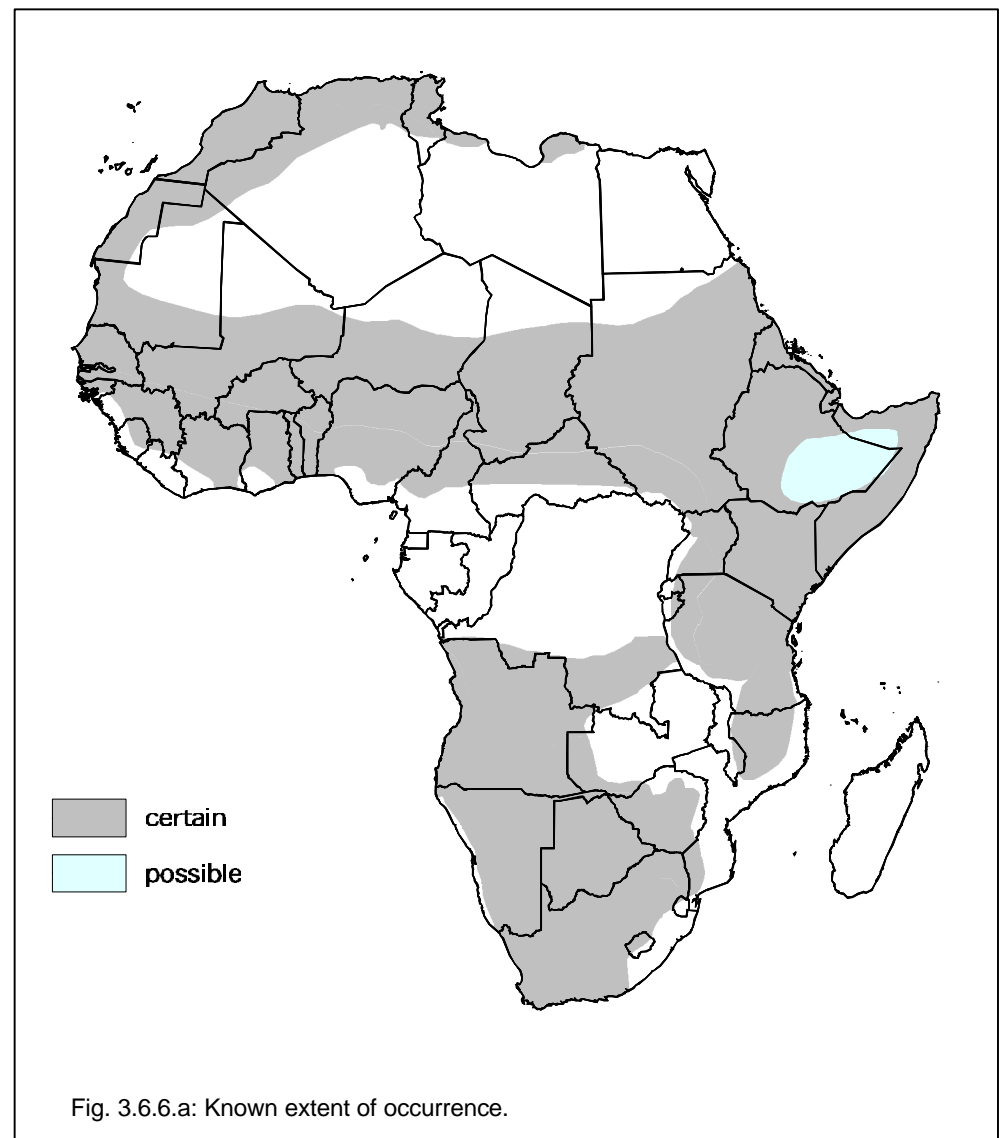 certain
possible
Fig. 3.6.6.a: Known extent of occurrence.